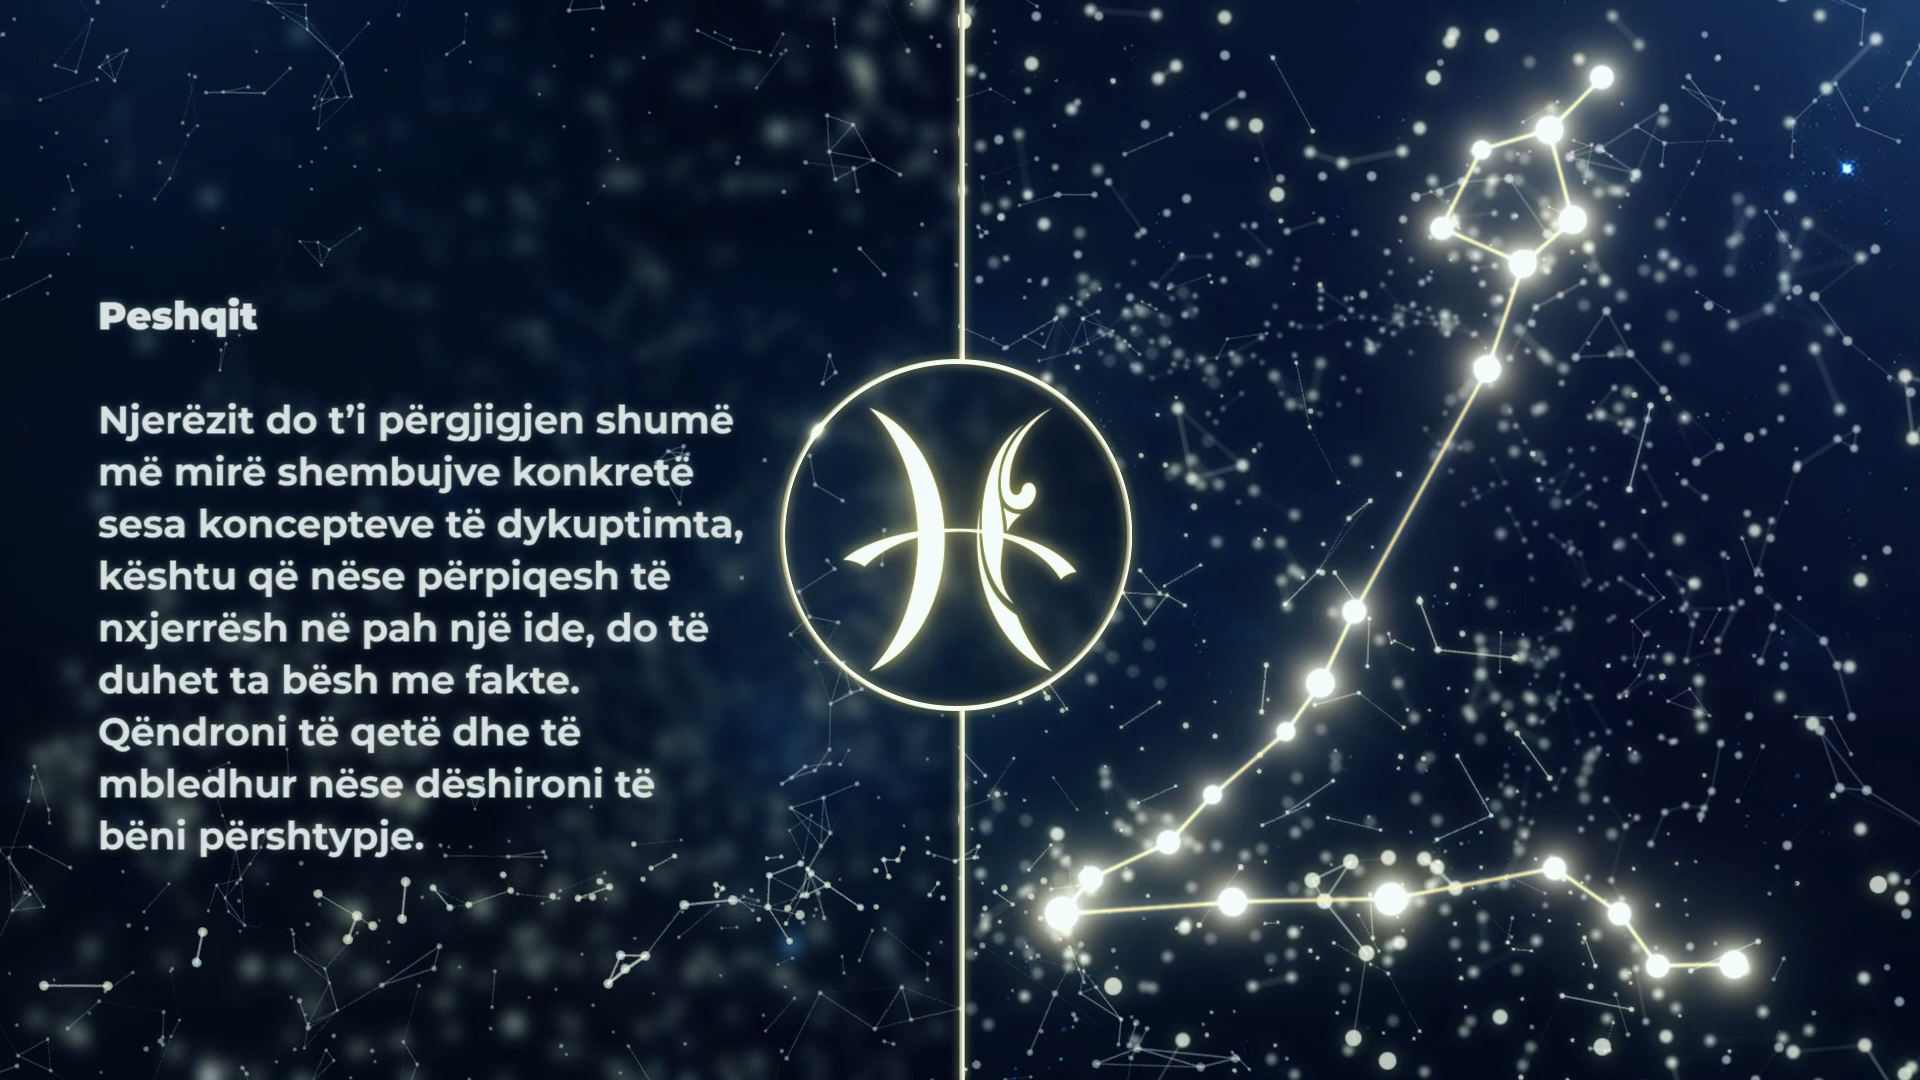 Peshqit
Njerëzit do t’i përgjigjen shumë
më mirë shembujve konkretë
sesa koncepteve të dykuptimta,
kështu që nëse përpiqesh të
nxjerrësh në pah një ide, do të
duhet ta bësh me fakte.
Qëndroni të qetë dhe të
mbledhur nëse dëshironi të
bëni përshtypje.